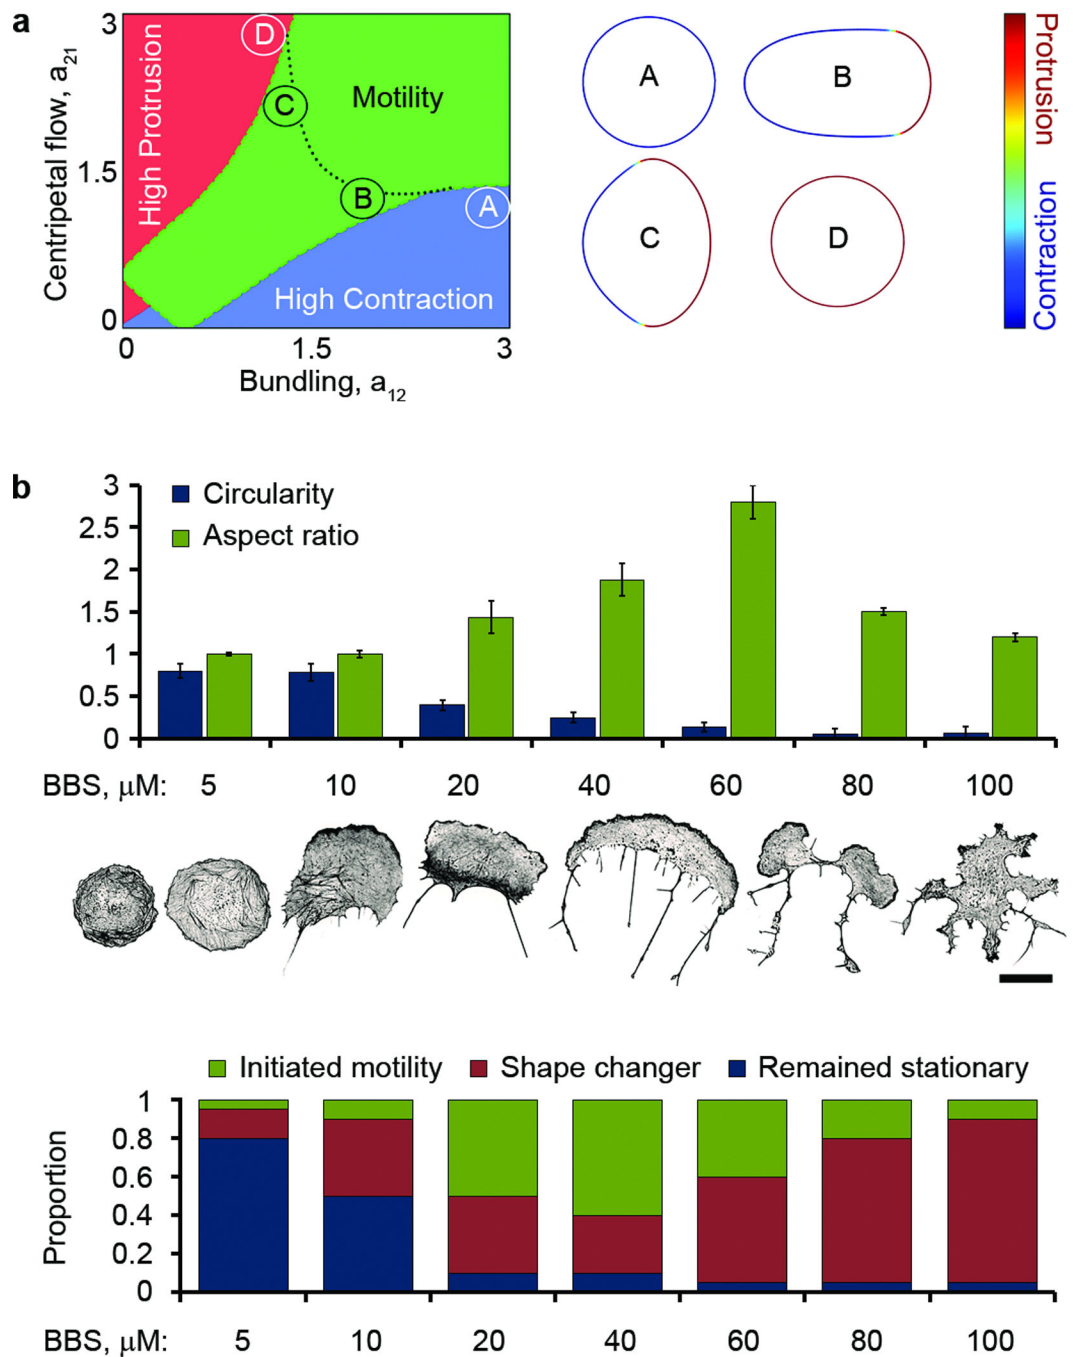 a
3
1.5
0
Centripetal flow, a21
High Protrusion
D
C
Motility
B
A
High Contraction
0 1.5 3
Bundling, a12
A
B
C
D
Protrusion
Contraction
b
Circularity
Aspect ratio
3
2.5
2
1.5
1
0.5
0
BBS, μM: 5 10 20 40 60 80 100
Initiated motility Shape changer Remained stationary
Proportion
1
0.8
0.6
0.4
0.2
0
BBS, μM: 5 10 20 40 60 80 100